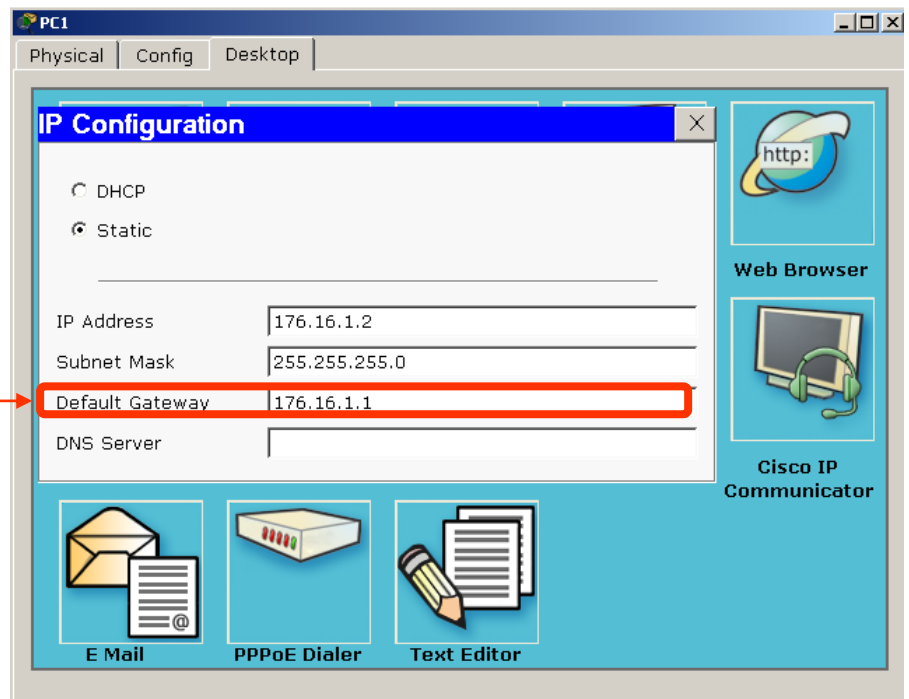 PC1
Physical Config Desktop
IP Configuration
http:
DHCP
Static
Web Browser
IP Address 176.16.1.2
Subnet Mask 255.255.255.0
Default Gateway 176.16.1.1
DNS Server
Cisco IP
Communicator
@
E Mail PPPoE Dialer Text Editor